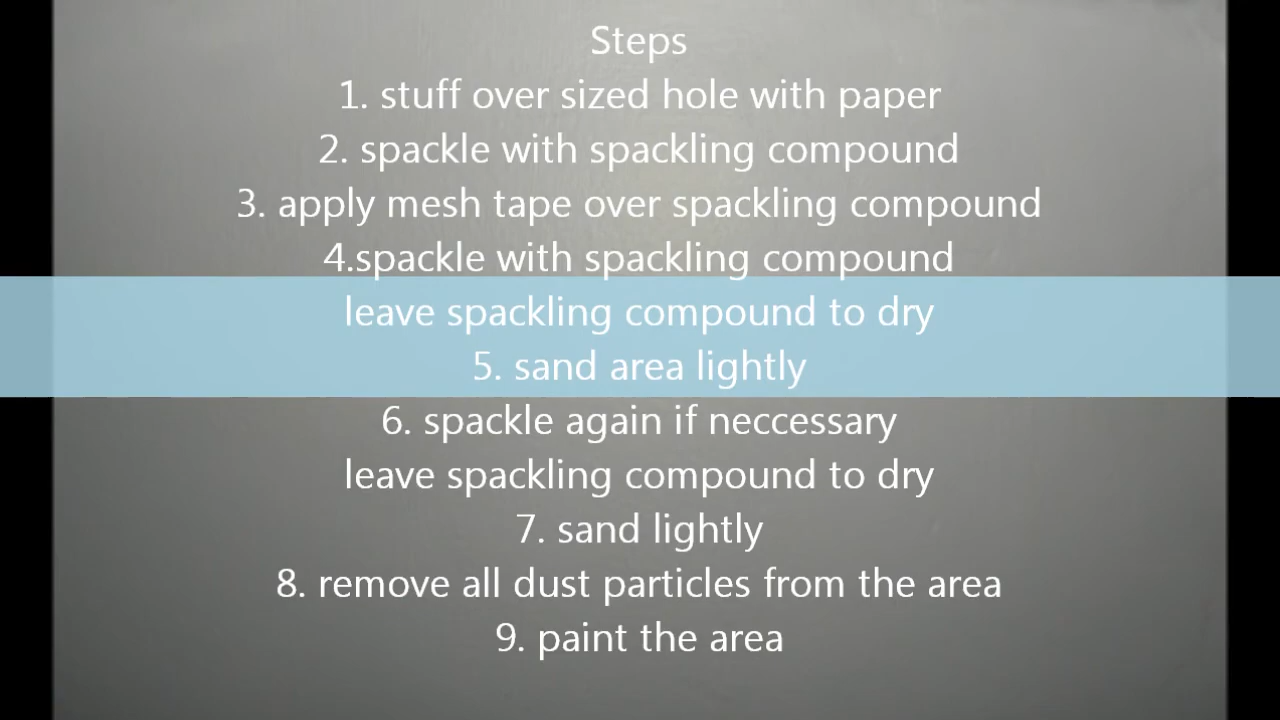 Steps
1. stuff over sized hole with paper
2. spackle with spackling compound
3. apply mesh tape over spackling compound
4.spackle with spackling compound
leave spackling compound to dry
5. sand area lightly
6. spackle again if neccessary
leave spackling compound to dry
7. sand lightly
8. remove all dust particles from the area
9. paint the area